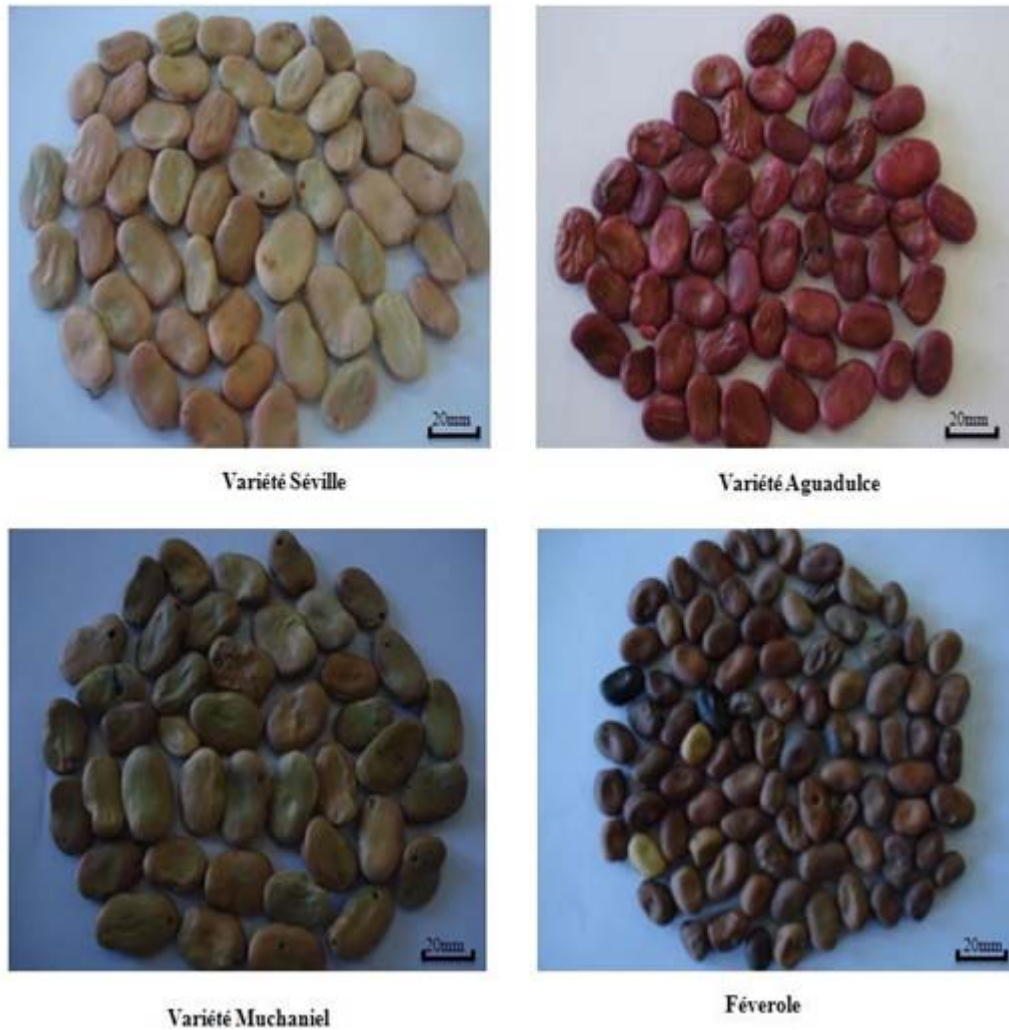 20mm
20mm
Variété Séville
Variété Aguadulce
20mm
20mm
Variété Muchaniel
Féverole